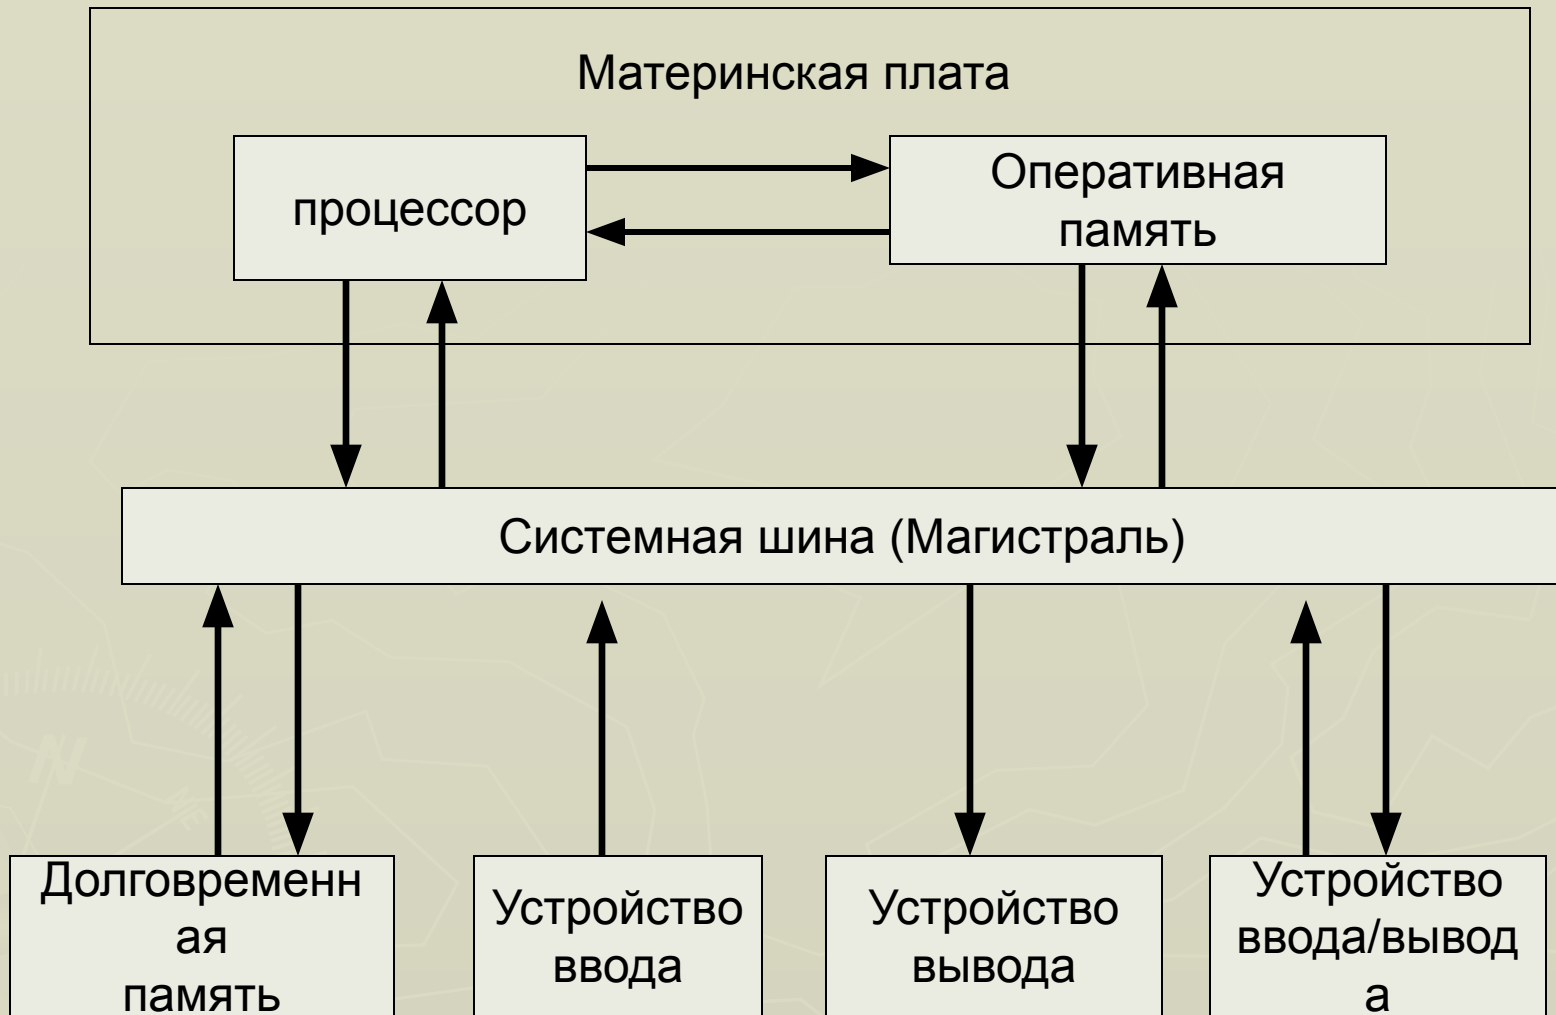 Материнская плата
процессор
Оперативная
память
Системная шина (Магистраль)
Долговременн
ая
память
Устройство
ввода
Устройство
вывода
Устройство
ввода/вывод
а